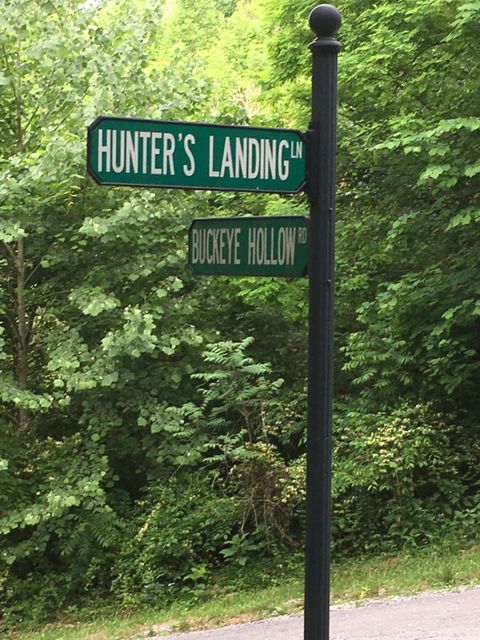 HUNTER'S LANDING LN
BUCKEYE HOLLOW RD